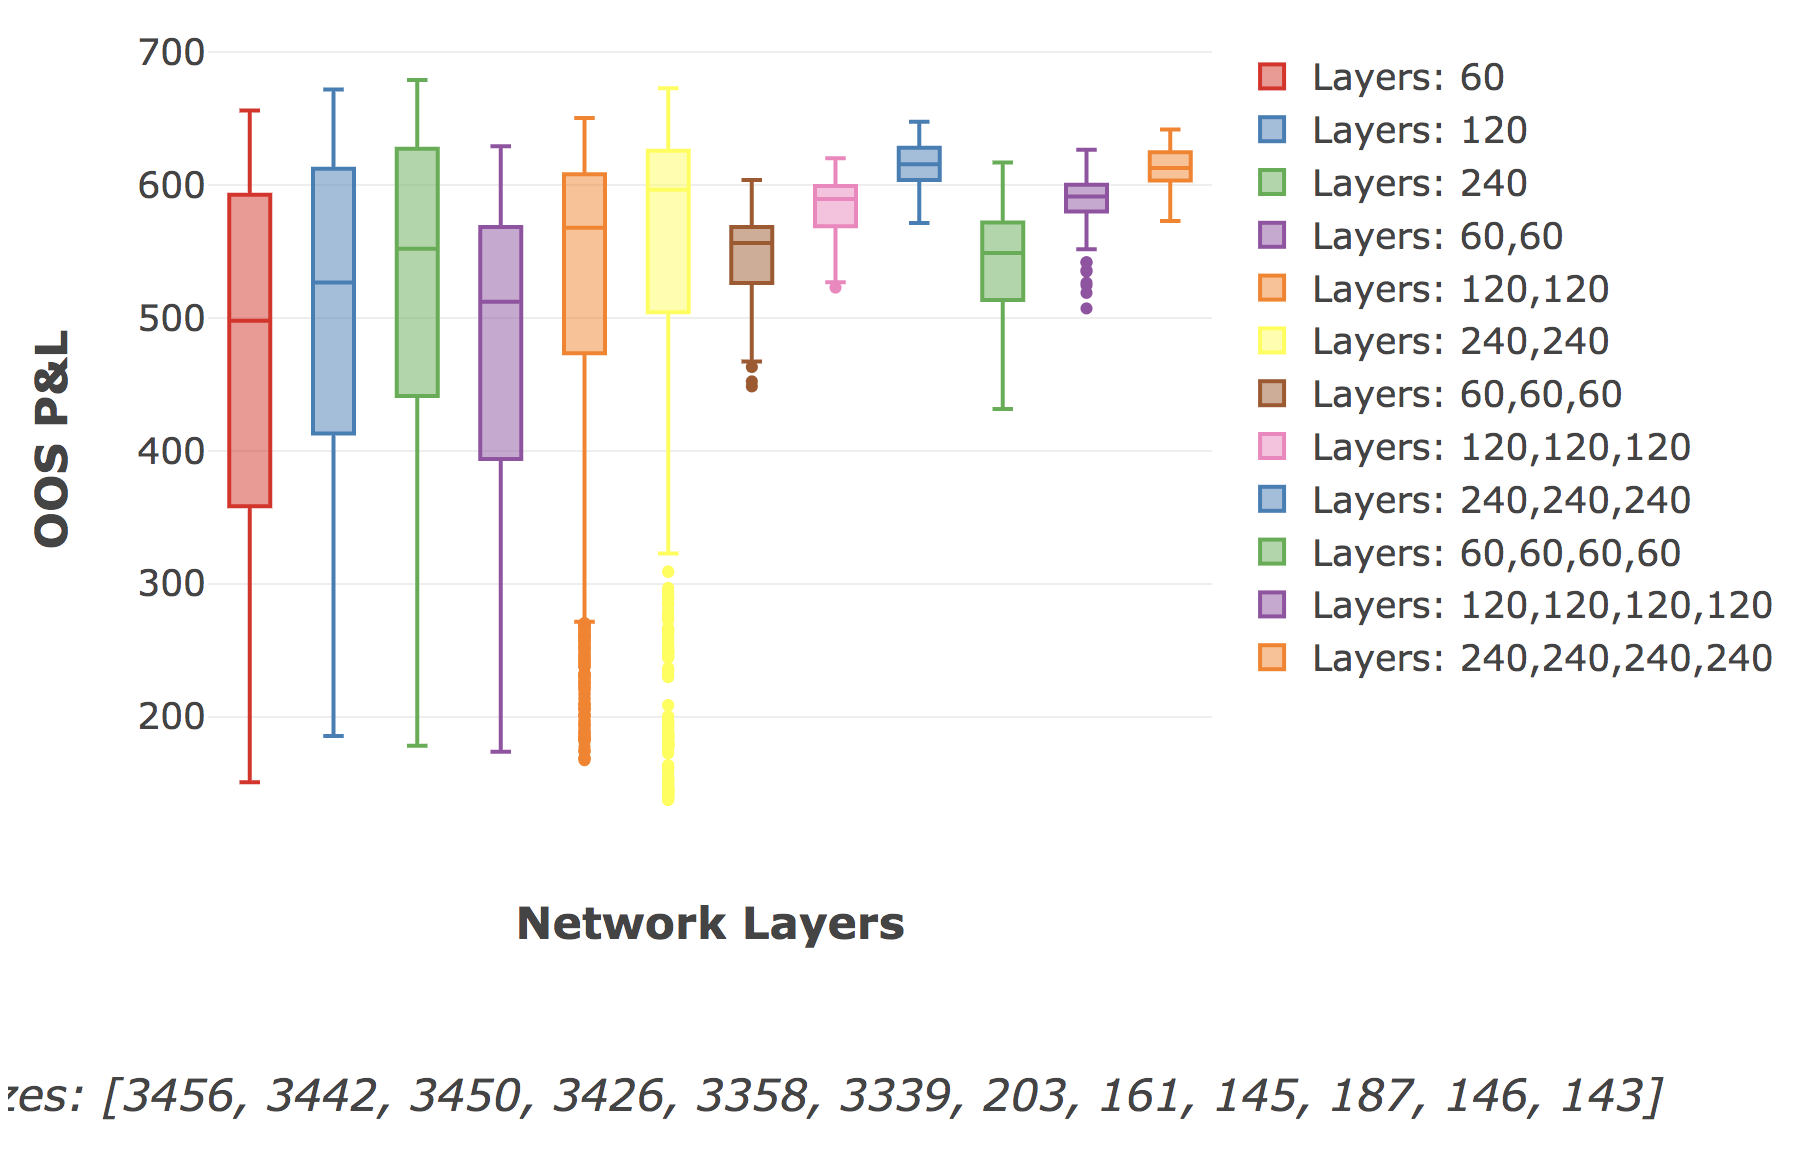 700
600
500
400
300
200
OOS P&L
Network Layers
Layers: 60
Layers: 120
Layers: 240
Layers: 60,60
Layers: 120,120
Layers: 240,240
Layers: 60,60,60
Layers: 120,120,120
Layers: 240,240,240
Layers: 60,60,60,60
Layers: 120,120,120,120
Layers: 240,240,240,240
zes: [3456, 3442, 3450, 3426, 3358, 3339, 203, 161, 145, 187, 146, 143]